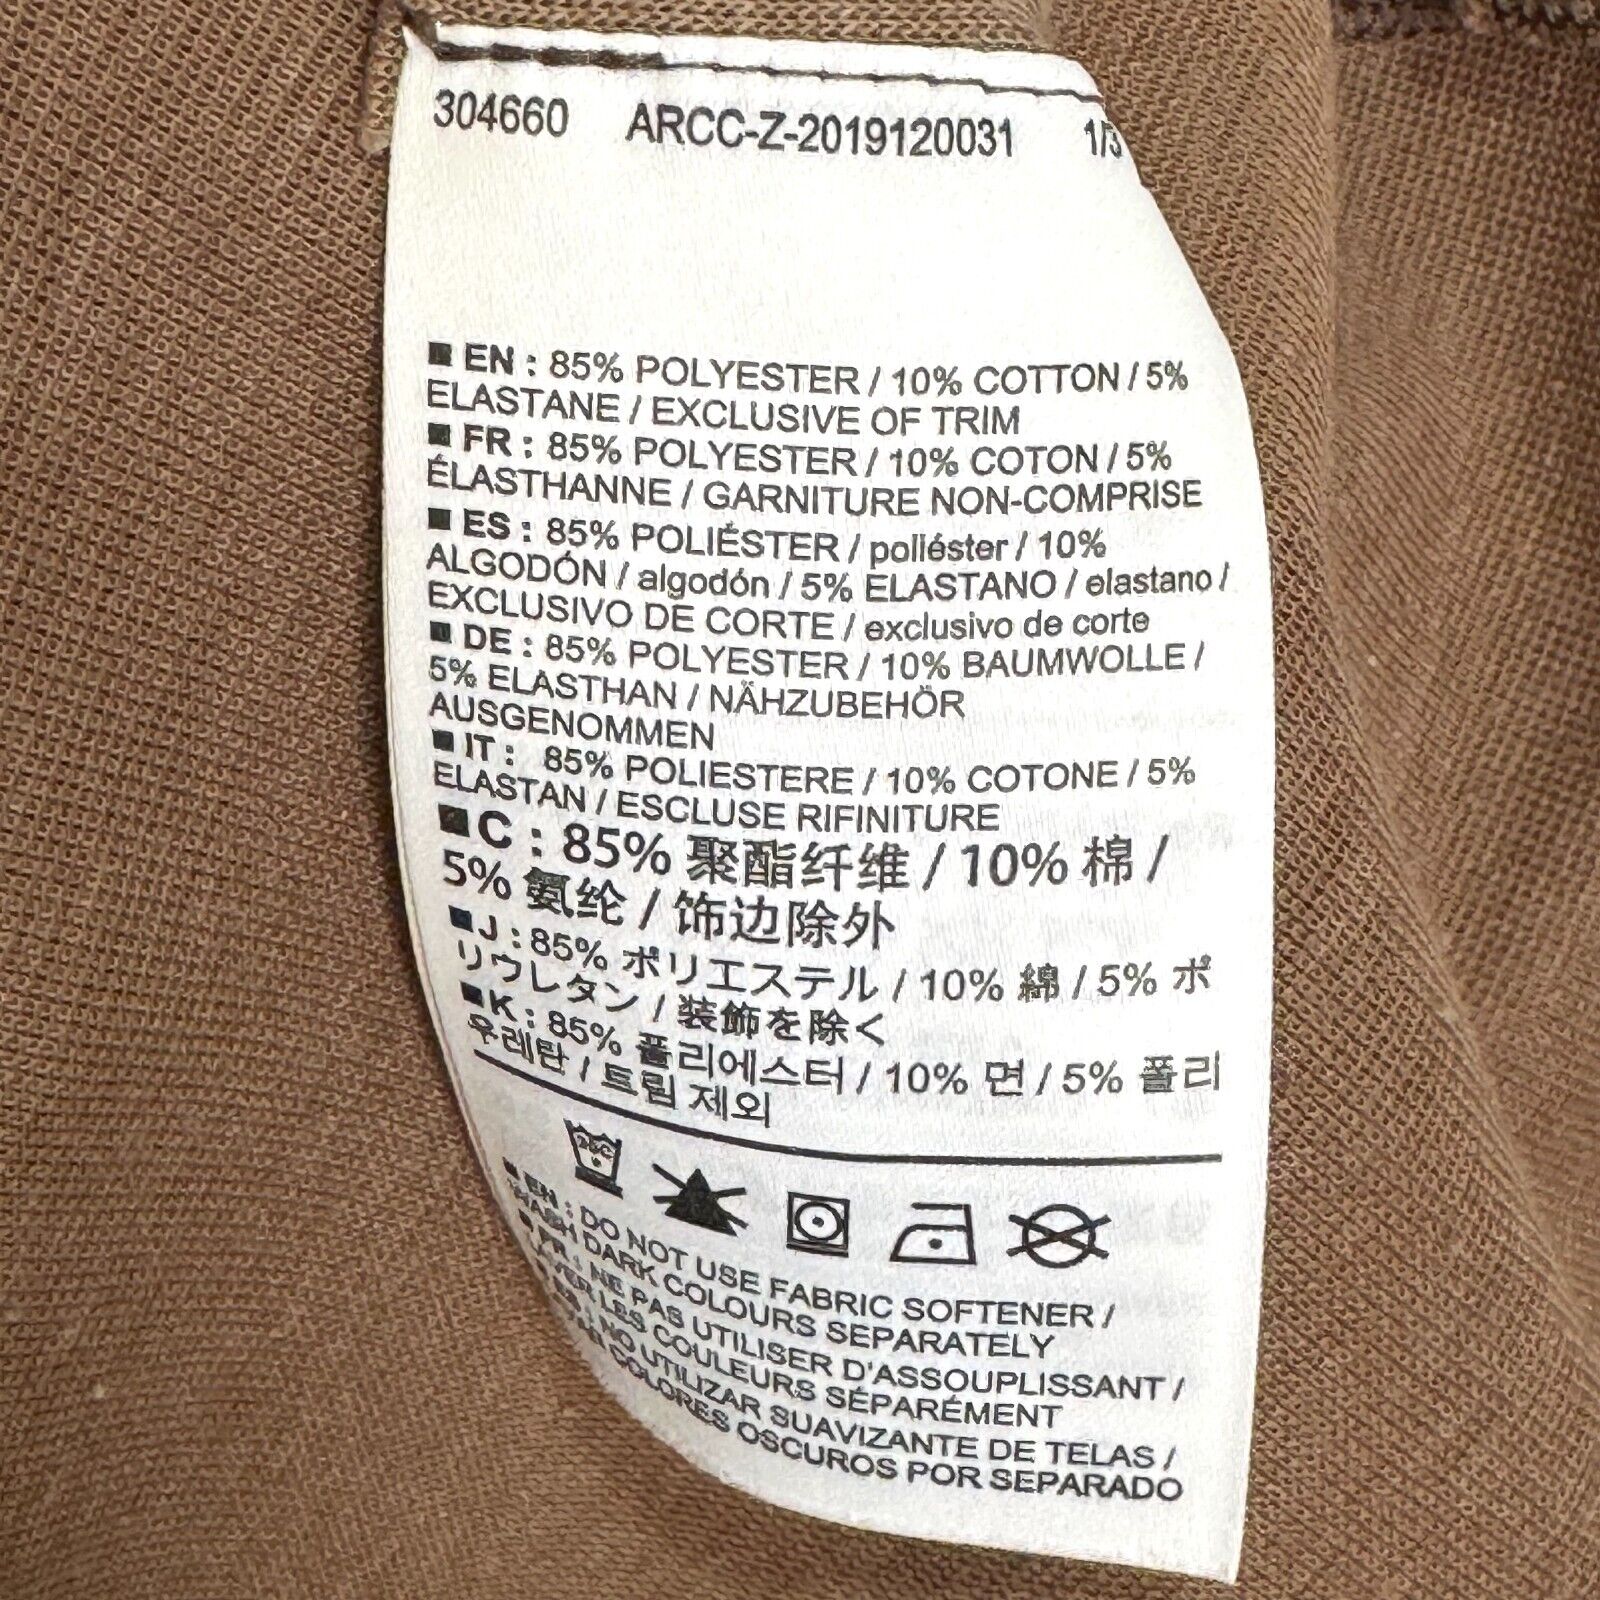 304660 ARCC-Z-2019120031 1/3
■ EN : 85% POLYESTER / 10% COTTON / 5%
ELASTANE / EXCLUSIVE OF TRIM
■ FR : 85% POLYESTER / 10% COTON / 5%
ÉLASTHANNE / GARNITURE NON-COMPRISE
■ ES : 85% POLIÉSTER / poliéster / 10%
ALGODÓN / algodón / 5% ELASTANO / elastano /
EXCLUSIVO DE CORTE / exclusivo de corte
■ DE : 85% POLYESTER / 10% BAUMWOLLE /
5% ELASTHAN / NÄHZUBEHÖR
AUSGENOMMEN
■ IT : 85% POLIESTERE / 10% COTONE / 5%
ELASTAN / ESCLUSE RIFINITURE
■ C : 85% 聚酯纤维 / 10% 棉 /
5% 氨纶 / 饰边除外
■ J : 85% ポリエステル / 10% 綿 / 5% ポ
リウレタン / 装飾を除く
■ K : 85% 폴리에스터 / 10% 면 / 5% 폴리
우레탄 / 트림 제외
■ EN : DO NOT USE FABRIC SOFTENER /
WASH DARK COLOURS SEPARATELY
■ FR : NE PAS UTILISER D'ASSOUPLISSANT /
LAVER LES COULEURS SÉPARÉMENT
ES : NO UTILIZAR SUAVIZANTE DE TELAS /
COLORES OSCUROS POR SEPARADO